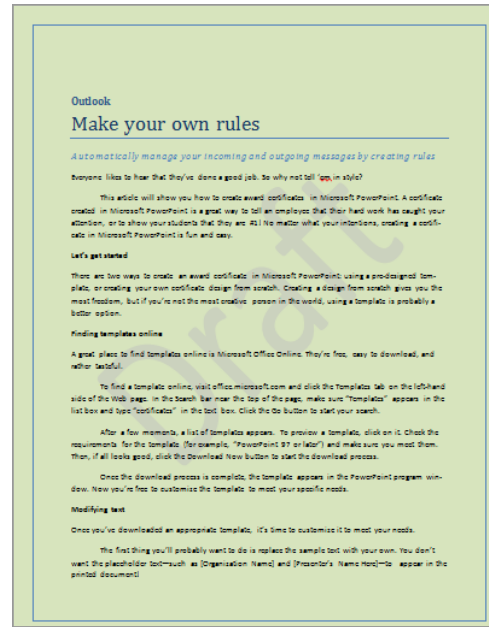 Outlook
Make your own rules
Automatically manage your incoming and outgoing messages by creating rules
Everyone likes to hear that they've done a good job. So why not tell 'em in style?
This article will show you how to create award certificates in Microsoft PowerPoint. A certificate
created in Microsoft PowerPoint is a great way to tell an employee that their hard work has caught your
attention, or to show your students that they are #1! No matter what your intentions, creating a certifi-
cate in Microsoft PowerPoint is fun and easy.
Let's get started
There are two ways to create an award certificate in Microsoft PowerPoint: using a pre-designed tem-
plate, or creating your own certificate design from scratch. Creating a design from scratch gives you the
most freedom, but if you're not the most creative person in the world, using a template is probably a
better option.
Finding templates online
A great place to find templates online is Microsoft Office Online. They're free, easy to download, and
rather tasteful.
To find a template online, visit office.microsoft.com and click the Templates tab on the left-hand
side of the Web page. In the Search bar near the top of the page, make sure "Templates" appears in the
list box and type "certificates" in the text box. Click the Go button to start your search.
After a few moments, a list of templates appears. To preview a template, click on it. Check the
requirements for the template (for example, "PowerPoint 97 or later") and make sure you meet them.
Then, if all looks good, click the Download Now button to start the download process.
Once the download process is complete, the template appears in the PowerPoint program win-
dow. Now you're free to customise the template to meet your specific needs.
Modifying text
Once you've downloaded an appropriate template, it's time to customise it to meet your needs.
The first thing you'll probably want to do is replace the sample text with your own. You don't
want the placeholder text—such as [Organisation Name] and [Presenter's Name Here]—to appear in the
printed document!
Draft